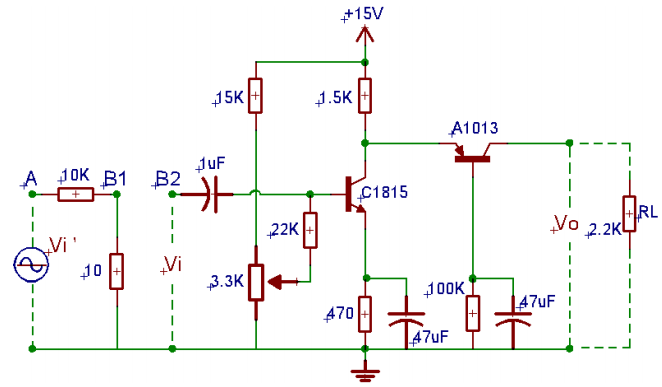 +15V
15K
1.5K
A1013
A
10K
B1
B2
1uF
C1815
22K
Vi'
10
Vi
3.3K
Vo
2.2K
RL
470
47uF
100K
47uF